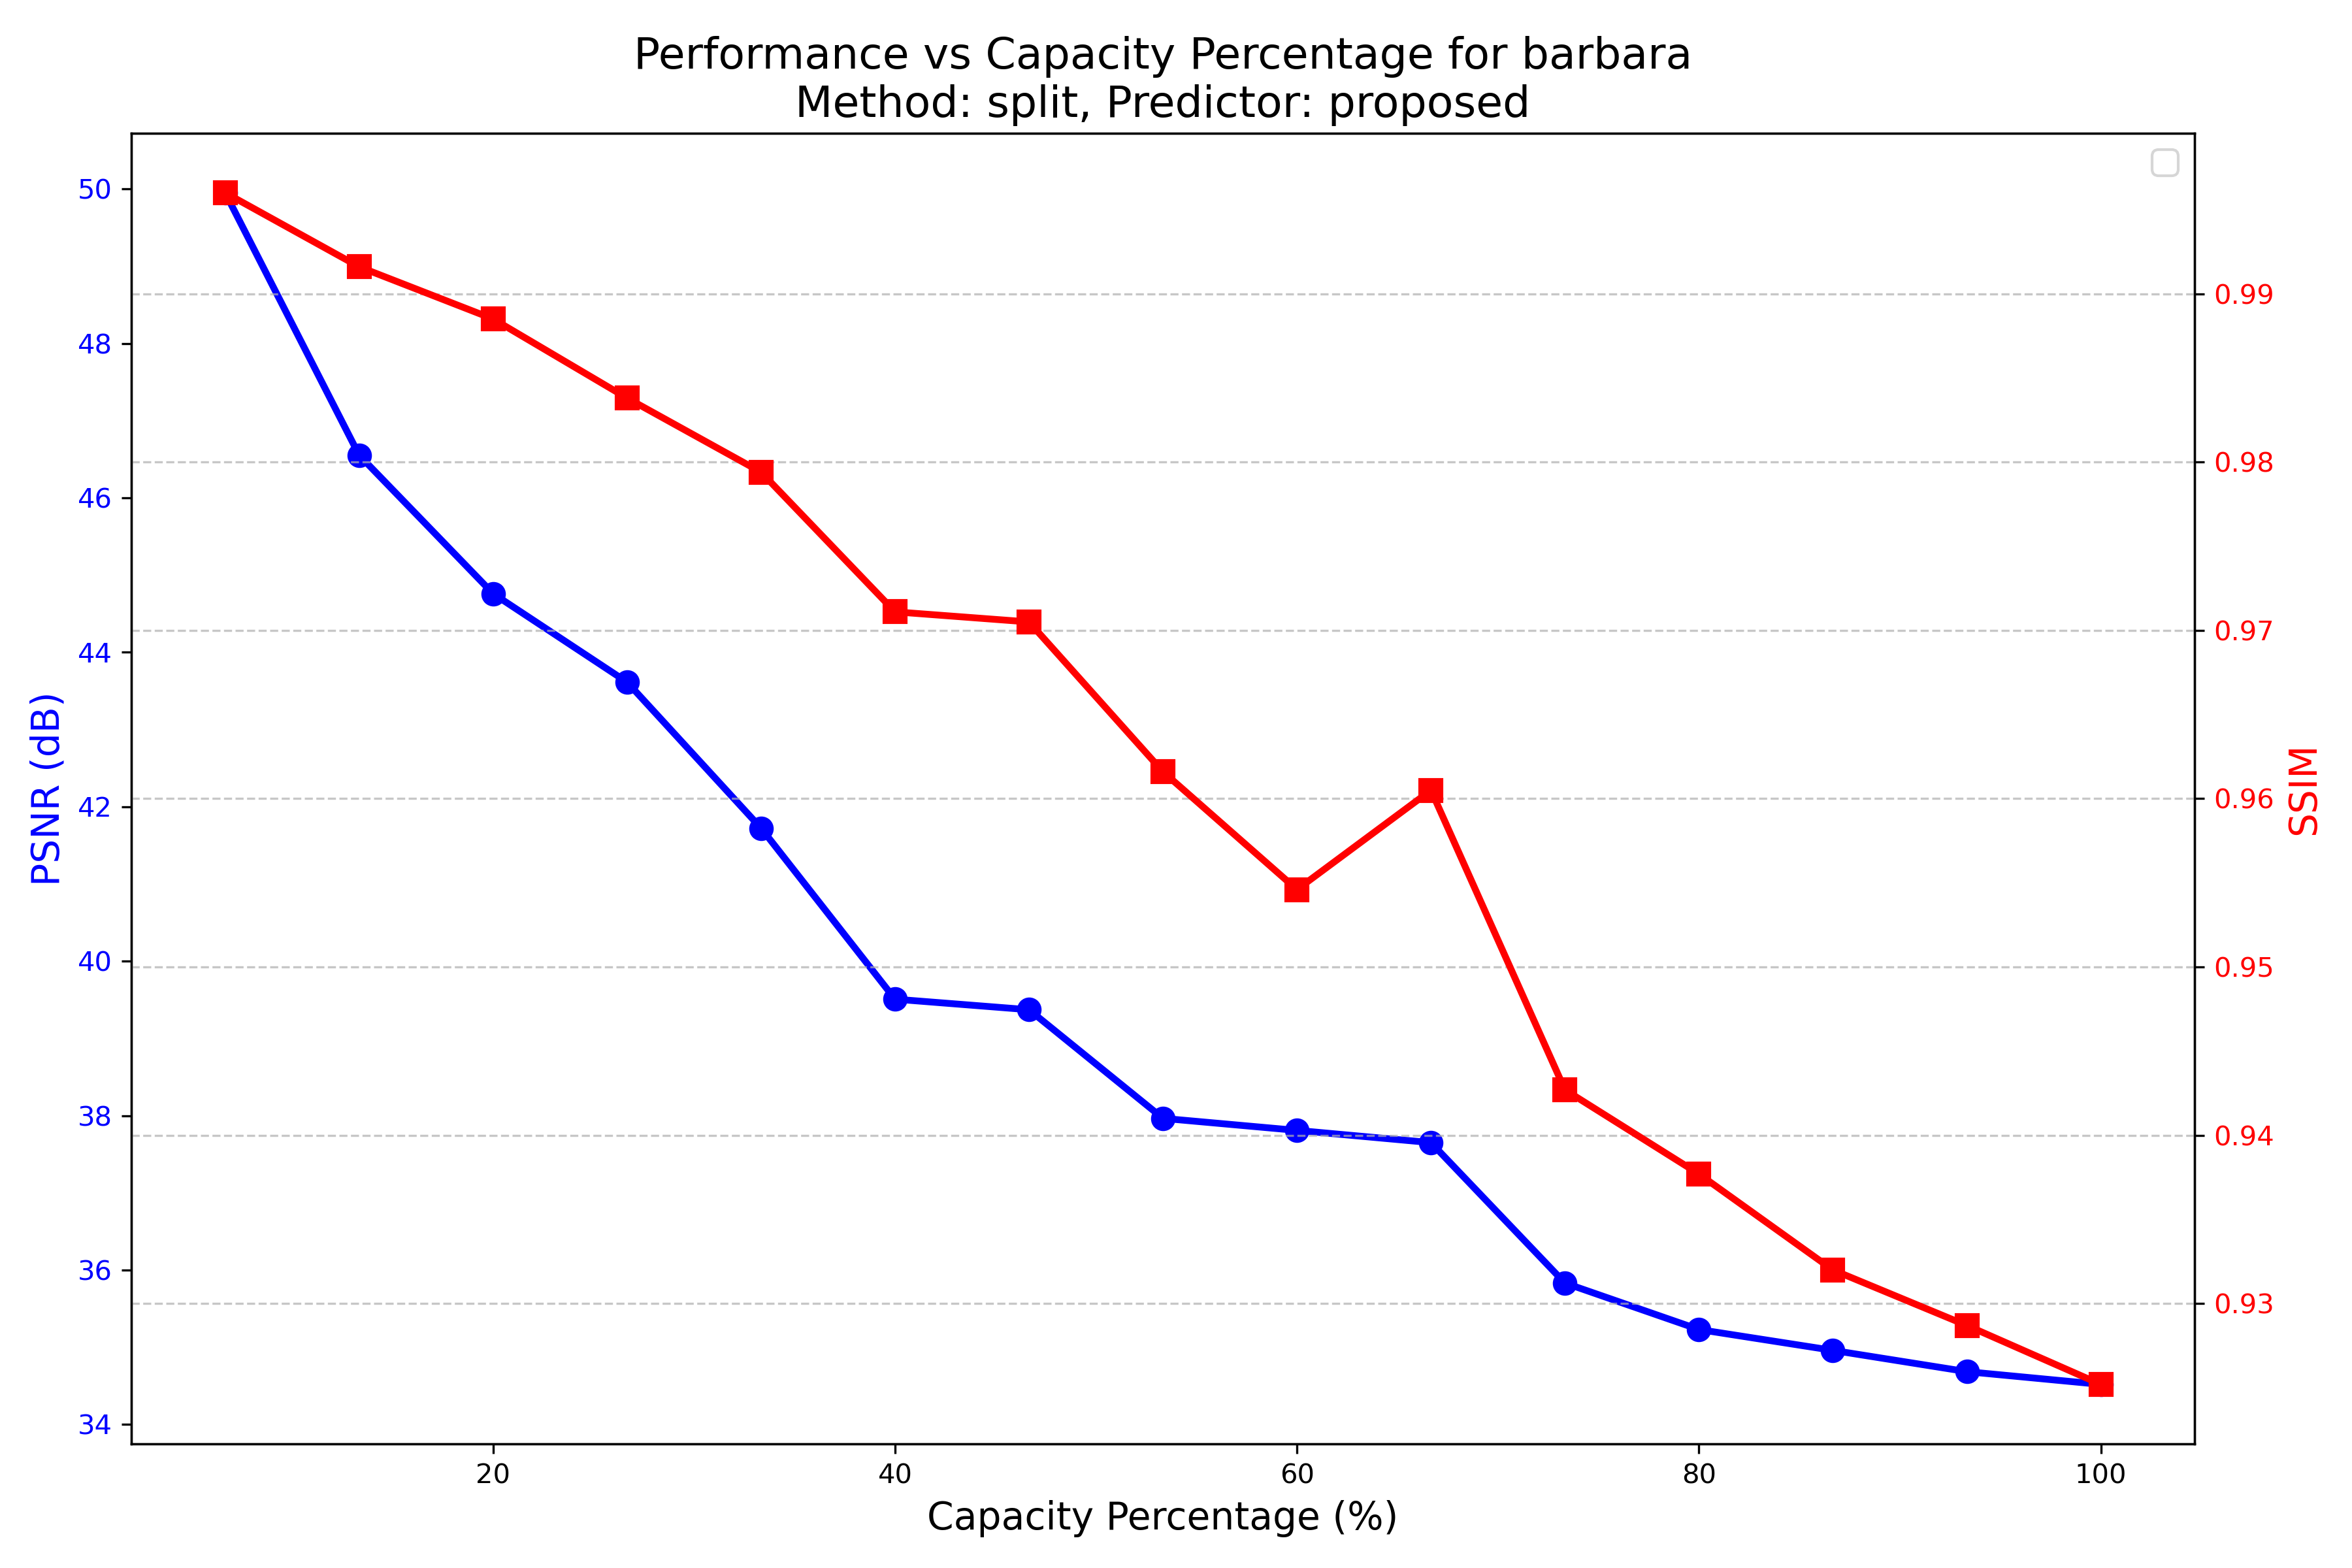 Performance vs Capacity Percentage for barbara
Method: split, Predictor: proposed
50
48
46
44
42
40
38
36
34
PSNR (dB)
0.99
0.98
0.97
0.96
0.95
0.94
0.93
SSIM
20 40 60 80 100
Capacity Percentage (%)